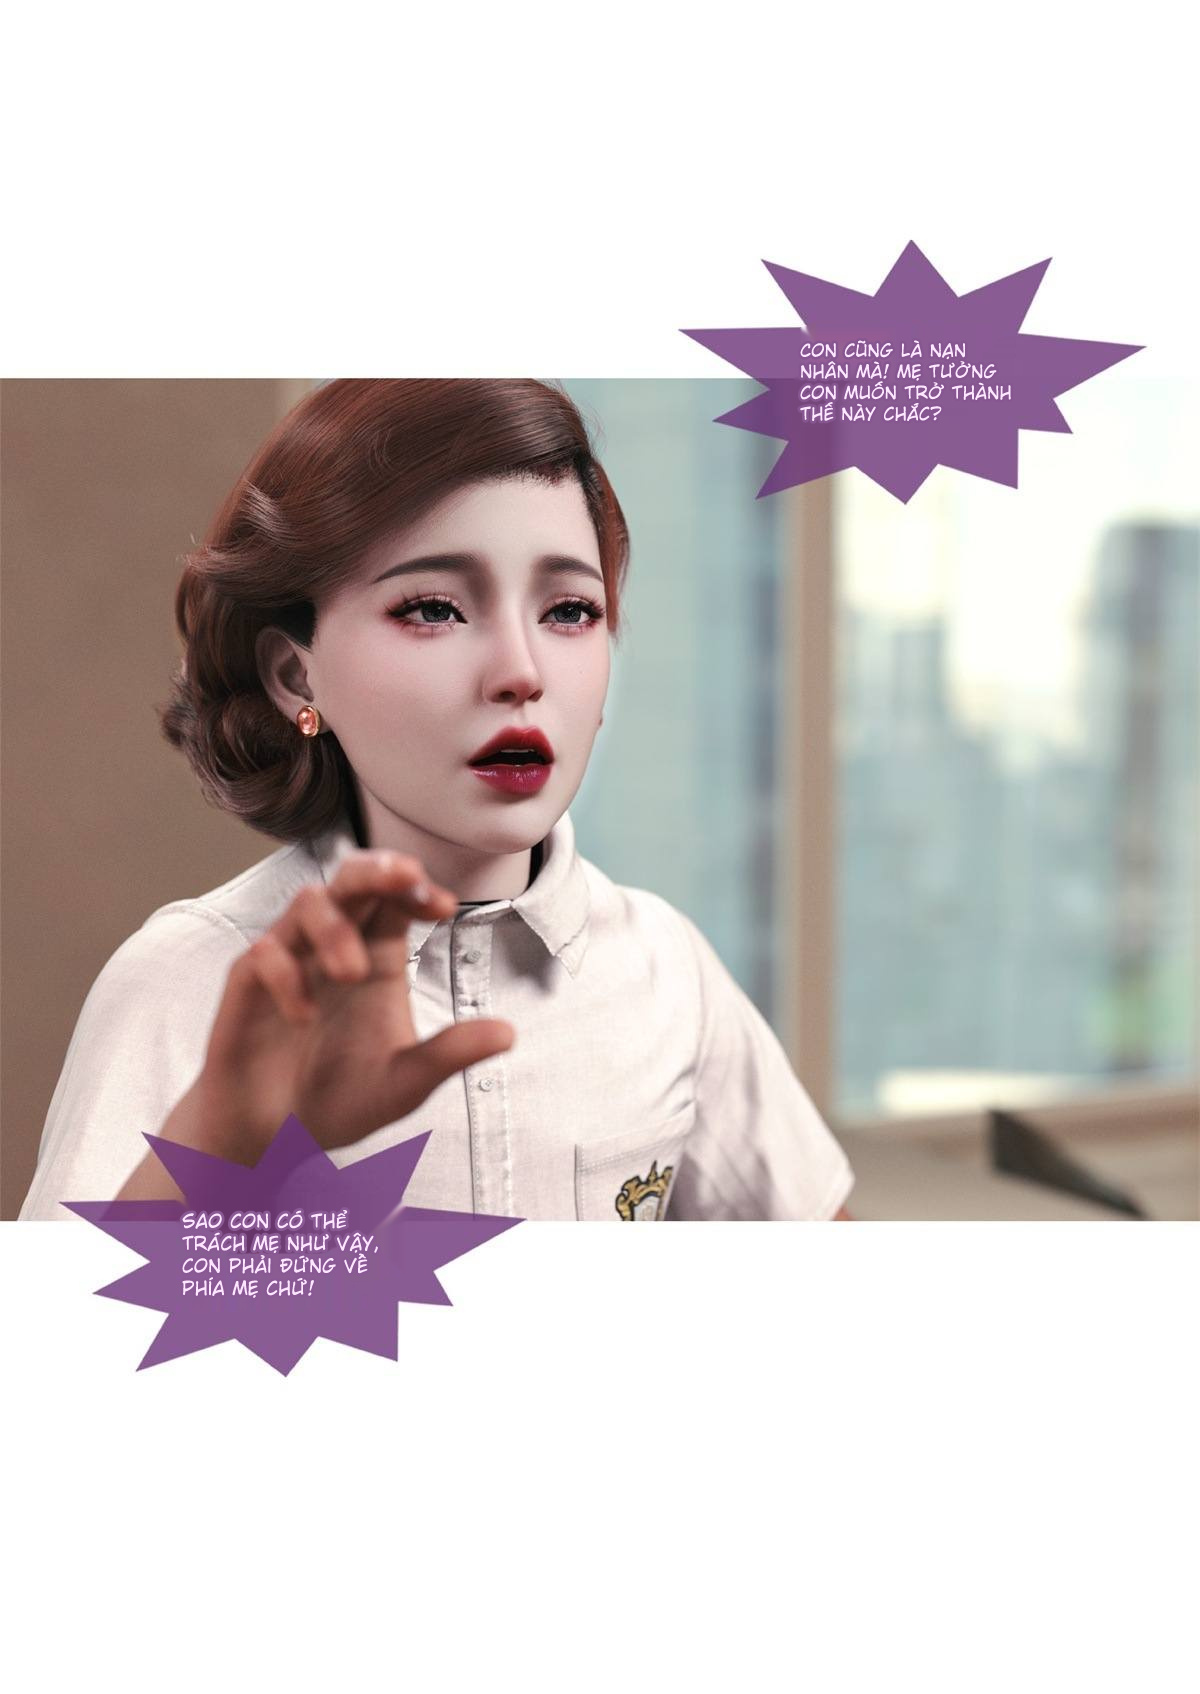 CON CŨNG LÀ NẠN
NHÂN MÀ! MẸ TƯỞNG
CON MUỐN TRỞ THÀNH
THẾ NÀY CHẮC?
SAO CON CÓ THỂ
TRÁCH MẸ NHƯ VẬY,
CON PHẢI ĐỨNG VỀ
PHÍA MẸ CHỨ!